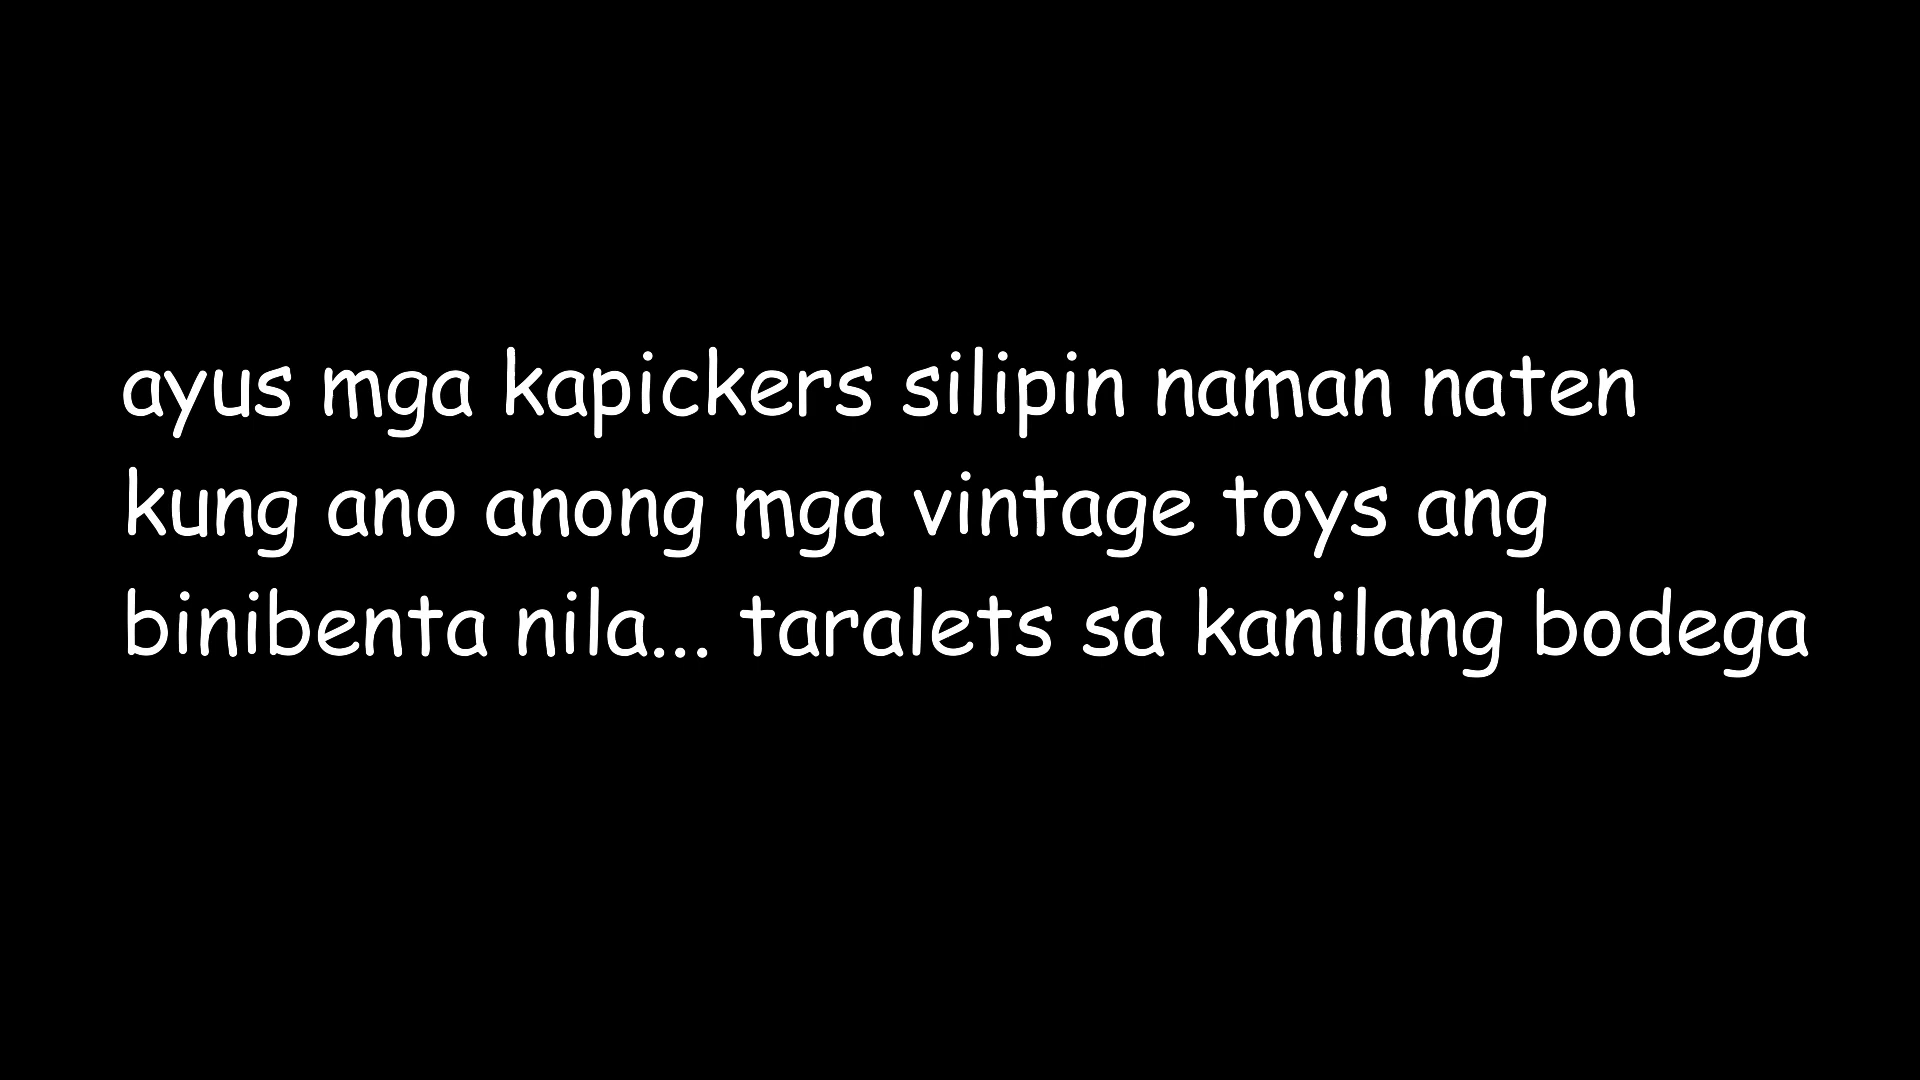 ayus mga kapickers silipin naman naten
kung ano anong mga vintage toys ang
binibenta nila... taralets sa kanilang bodega